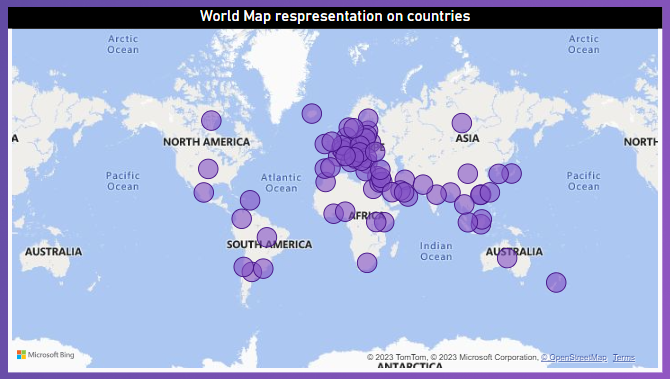 World Map respresentation on countries
Arctic
Ocean
Arctic
Ocean
A
NORTH AMERICA
ASIA
NORTH
Pacific
Ocean
Atlantic
Ocean
Pacific
Ocean
AFRICA
AUSTRALIA
SOUTH AMERICA
Indian
Ocean
AUSTRALIA
Microsoft Bing
© 2023 TomTom, © 2023 Microsoft Corporation, © OpenStreetMap Terms
ANTARCTICA